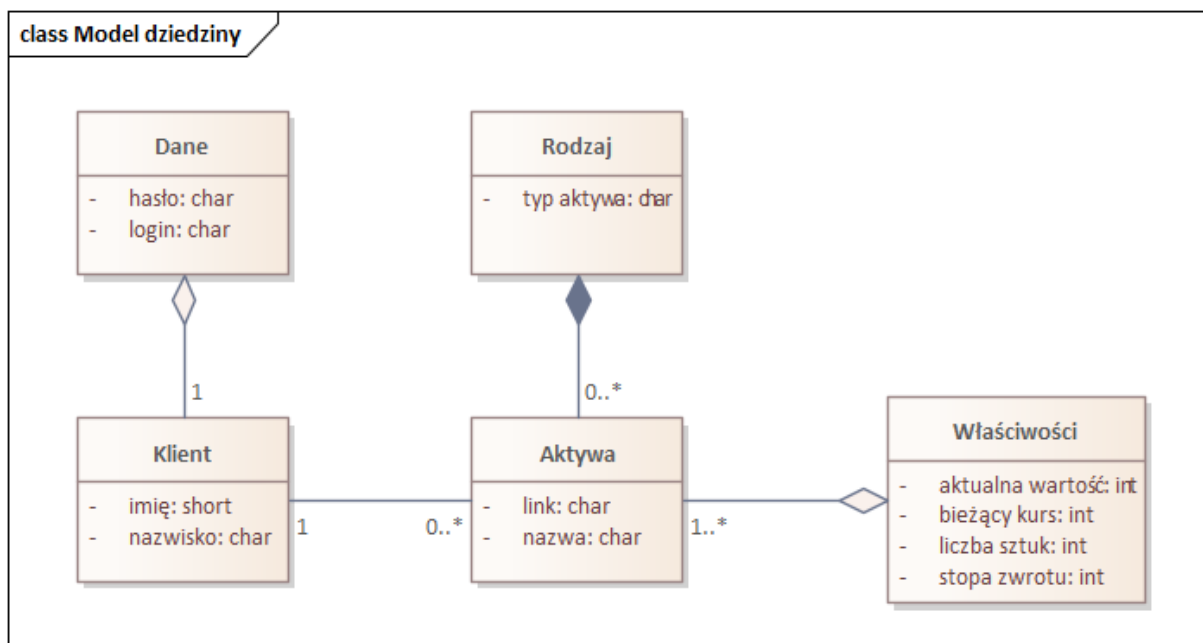 class Model dziedziny
Dane
- hasło: char
- login: char
Rodzaj
- typ aktywa: char
1
0..*
Klient
- imię: short
- nazwisko: char
1
0..*
Aktywa
- link: char
- nazwa: char
1..*
Właściwości
- aktualna wartość: int
- bieżący kurs: int
- liczba sztuk: int
- stopa zwrotu: int